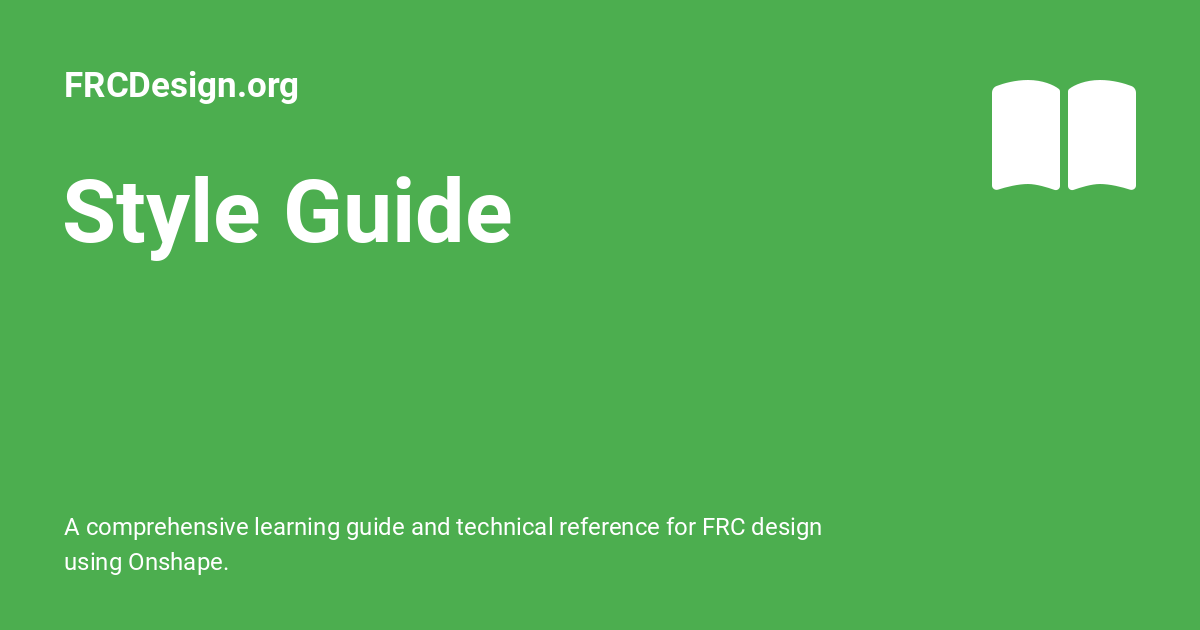 FRCDesign.org
Style Guide
A comprehensive learning guide and technical reference for FRC design
using Onshape.